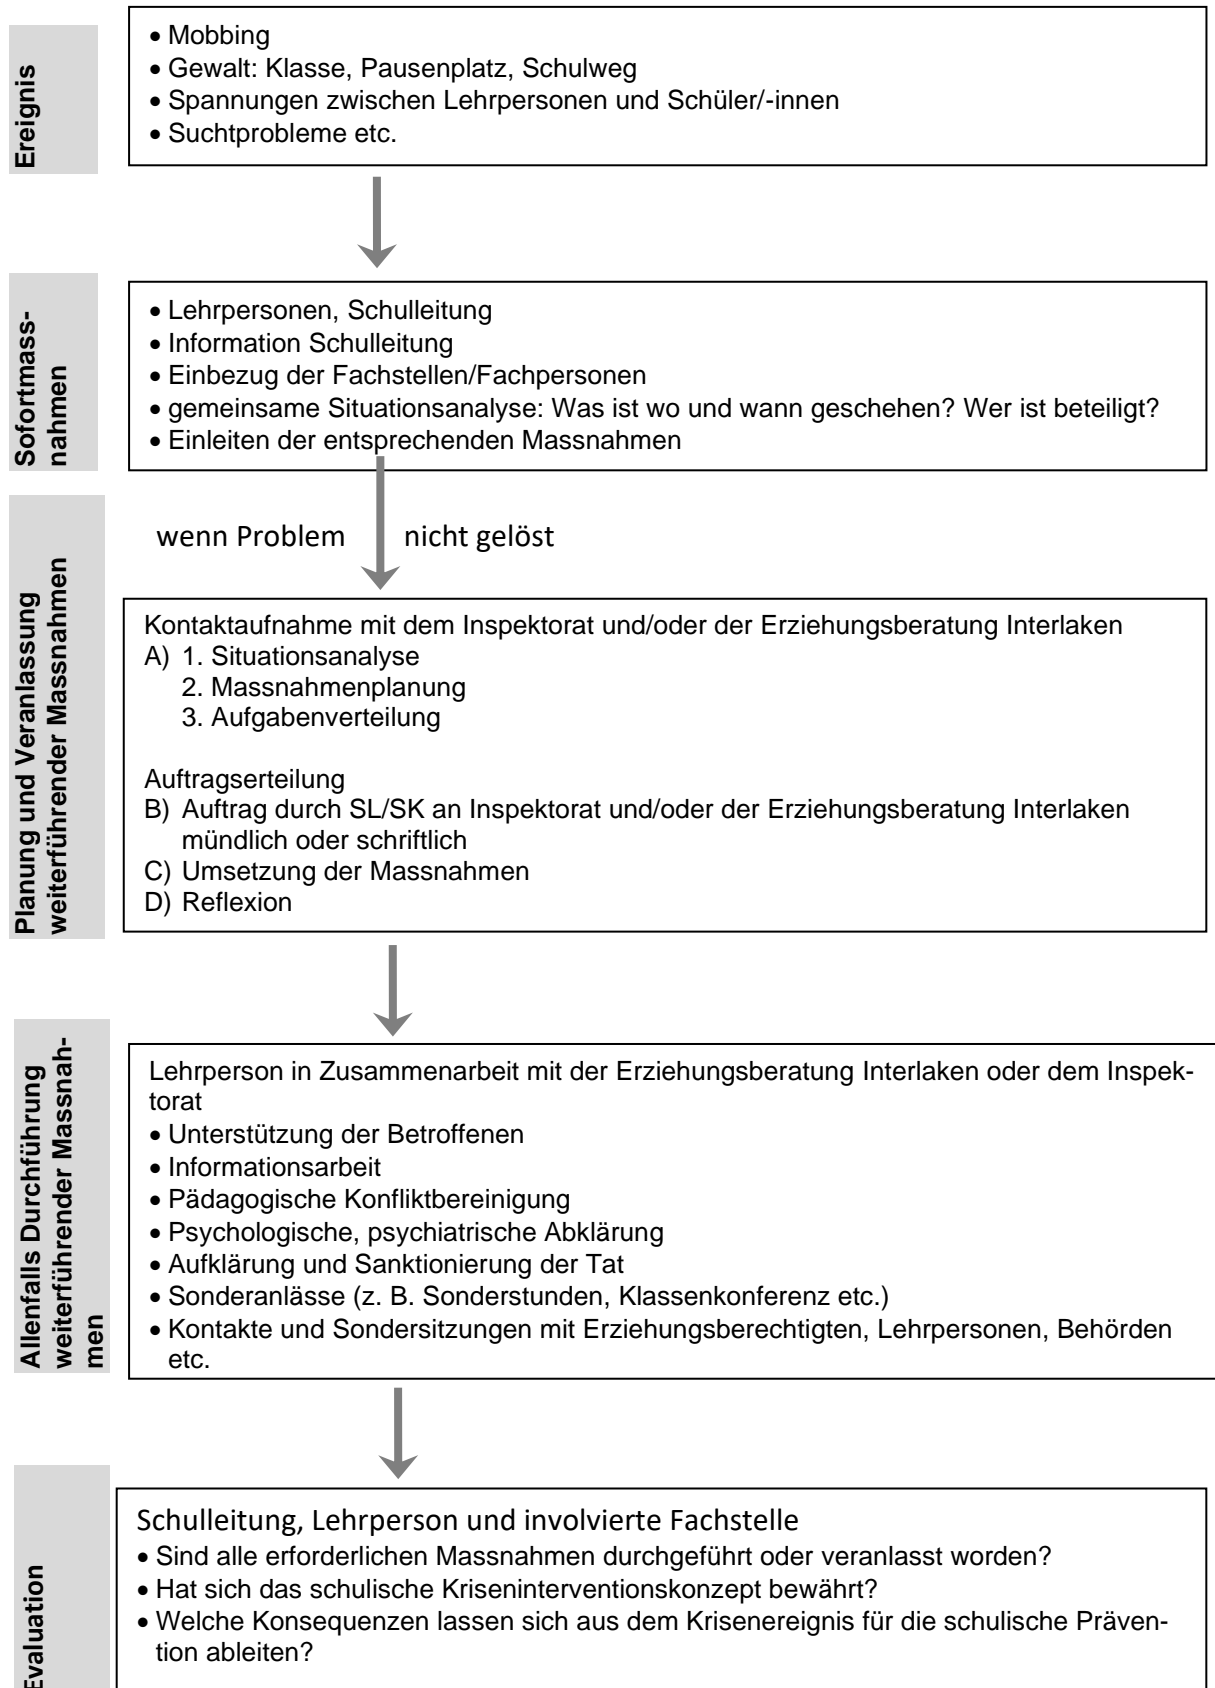 Ereignis
• Mobbing
• Gewalt: Klasse, Pausenplatz, Schulweg
• Spannungen zwischen Lehrpersonen und Schüler/-innen
• Suchtprobleme etc.
Sofortmass-
nahmen
• Lehrpersonen, Schulleitung
• Information Schulleitung
• Einbezug der Fachstellen/Fachpersonen
• gemeinsame Situationsanalyse: Was ist wo und wann geschehen? Wer ist beteiligt?
• Einleiten der entsprechenden Massnahmen
wenn Problem nicht gelöst
Planung und Veranlassung
weiterführender Massnahmen
Kontaktaufnahme mit dem Inspektorat und/oder der Erziehungsberatung Interlaken
A) 1. Situationsanalyse
2. Massnahmenplanung
3. Aufgabenverteilung
Auftragserteilung
B) Auftrag durch SL/SK an Inspektorat und/oder der Erziehungsberatung Interlaken
mündlich oder schriftlich
C) Umsetzung der Massnahmen
D) Reflexion
Allenfalls Durchführung
weiterführender Massnah-
men
Lehrperson in Zusammenarbeit mit der Erziehungsberatung Interlaken oder dem Inspek-
torat
• Unterstützung der Betroffenen
• Informationsarbeit
• Pädagogische Konfliktbereinigung
• Psychologische, psychiatrische Abklärung
• Aufklärung und Sanktionierung der Tat
• Sonderanlässe (z. B. Sonderstunden, Klassenkonferenz etc.)
• Kontakte und Sondersitzungen mit Erziehungsberechtigten, Lehrpersonen, Behörden
etc.
Evaluation
Schulleitung, Lehrperson und involvierte Fachstelle
• Sind alle erforderlichen Massnahmen durchgeführt oder veranlasst worden?
• Hat sich das schulische Kriseninterventionskonzept bewährt?
• Welche Konsequenzen lassen sich aus dem Krisenereignis für die schulische Präven-
tion ableiten?